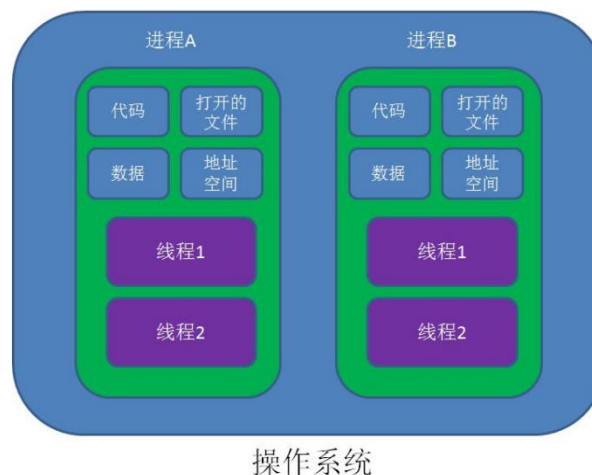 进程A
进程B
代码
打开的
文件
数据
地址
空间
线程1
线程2
代码
打开的
文件
数据
地址
空间
线程1
线程2
操作系统